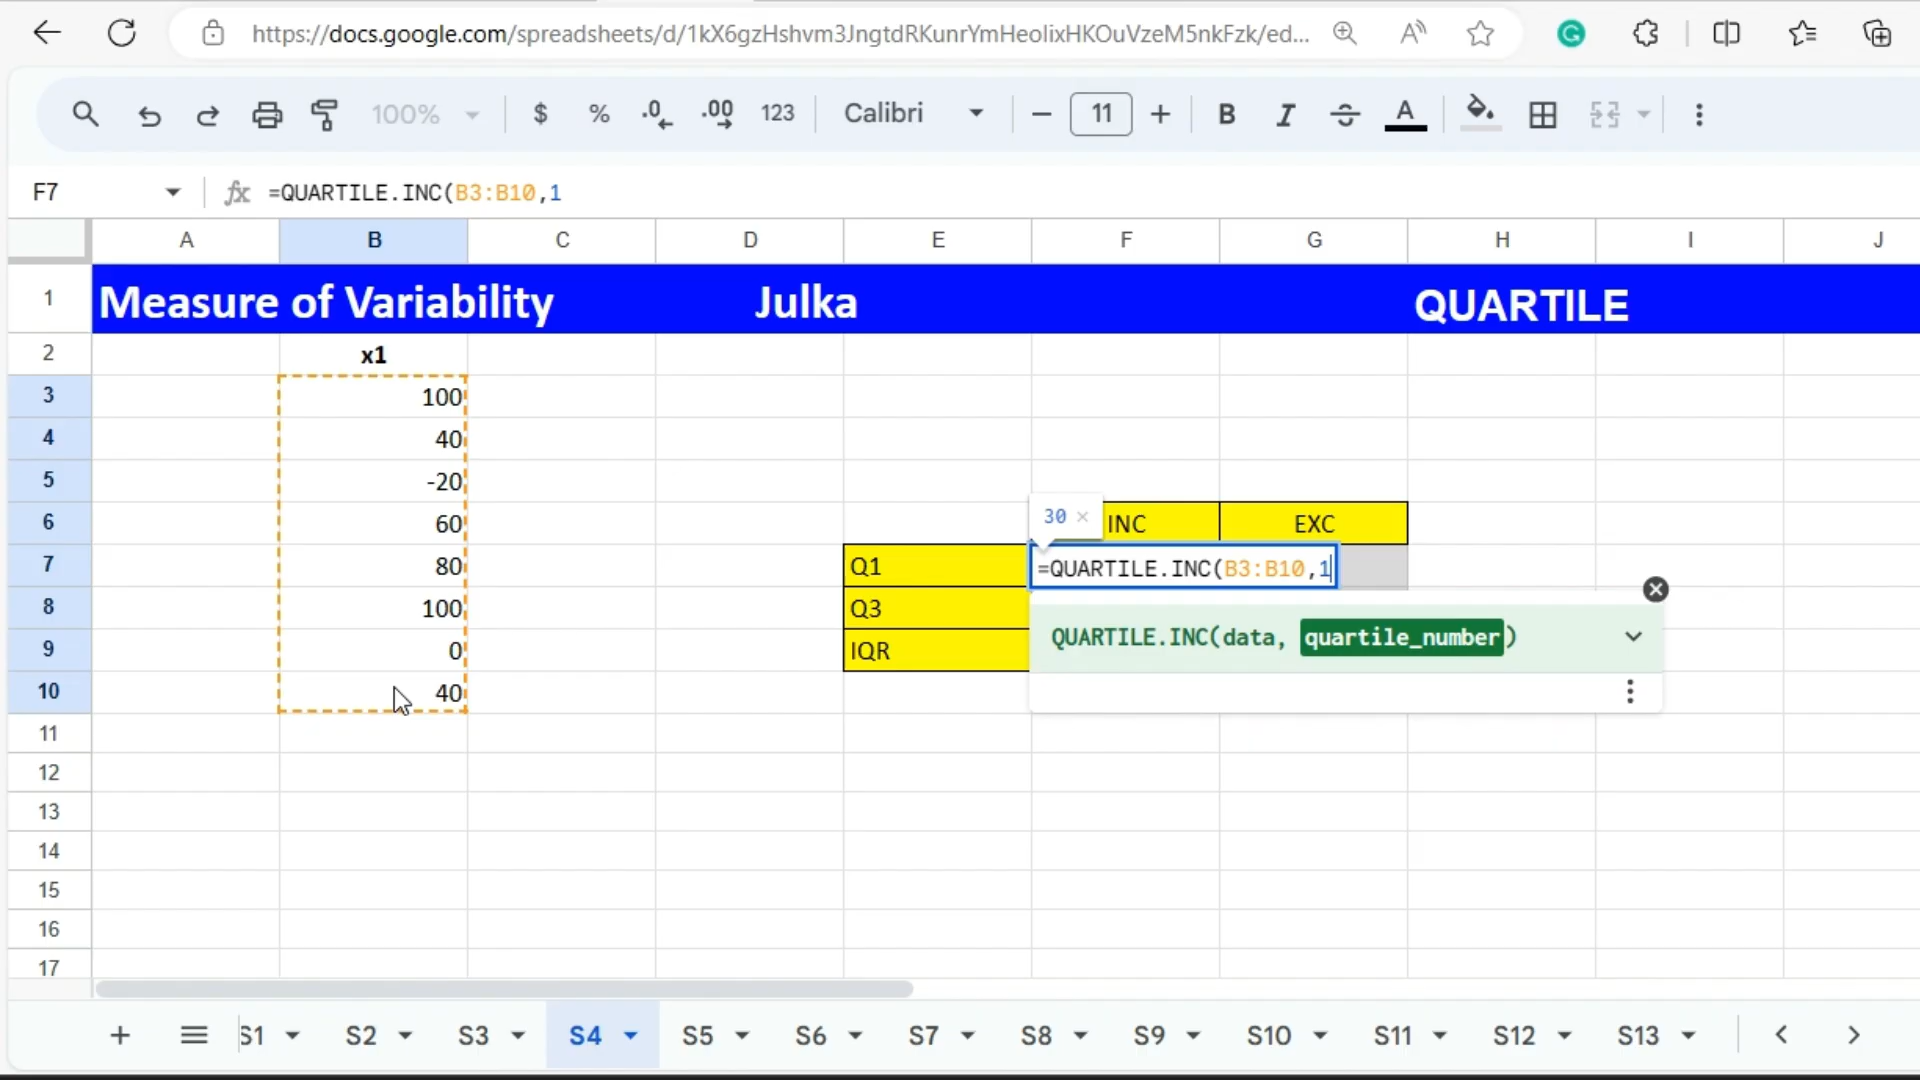 https://docs.google.com/spreadsheets/d/1kX6gzHshvm3JngtdRKunrYmHeolixHKOuVzeM5nkFzk/ed...
100% $ % .0 .00 123 Calibri 11 B I A
F7 fx =QUARTILE.INC(B3:B10,1
A B C D E F G H I J
1 Measure of Variability Julka QUARTILE
2 x1
3 100
4 40
5 -20
6 60 30 × INC EXC
7 80 Q1 =QUARTILE.INC(B3:B10,1
8 100 Q3
QUARTILE.INC(data, quartile_number)
9 0 IQR
10 40
11
12
13
14
15
16
17
S1 S2 S3 S4 S5 S6 S7 S8 S9 S10 S11 S12 S13